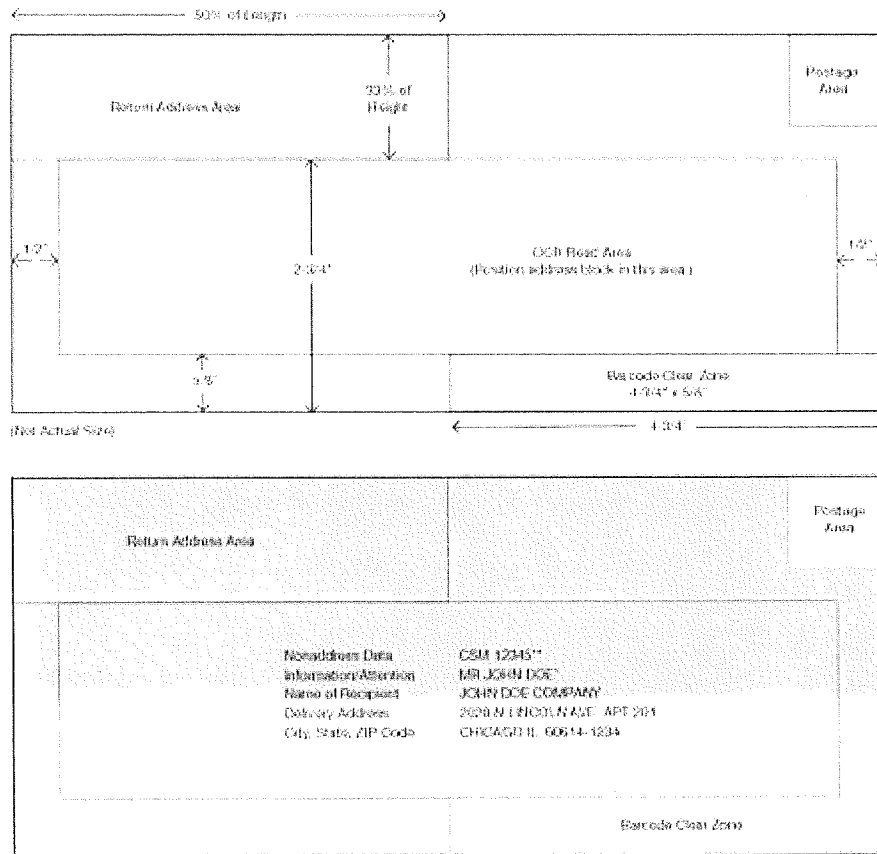 50% of Length
33% of
Height
Postage
Area
Return Address Area
1/2"
2-3/4"
OCR Read Area
(Position address block in this area)
1/2"
5/8"
Barcode Clear Zone
4-3/4" x 5/8"
(Not Actual Size)
4-3/4"
Postage
Area
Return Address Area
Nonaddress Data CSM 12345**
Information/Attention MR JOHN DOE
Name of Recipient JOHN DOE COMPANY
Delivery Address N LINCOLN AVE APT 201
City, State, ZIP Code CHICAGO IL 60614-1234
Barcode Clear Zone